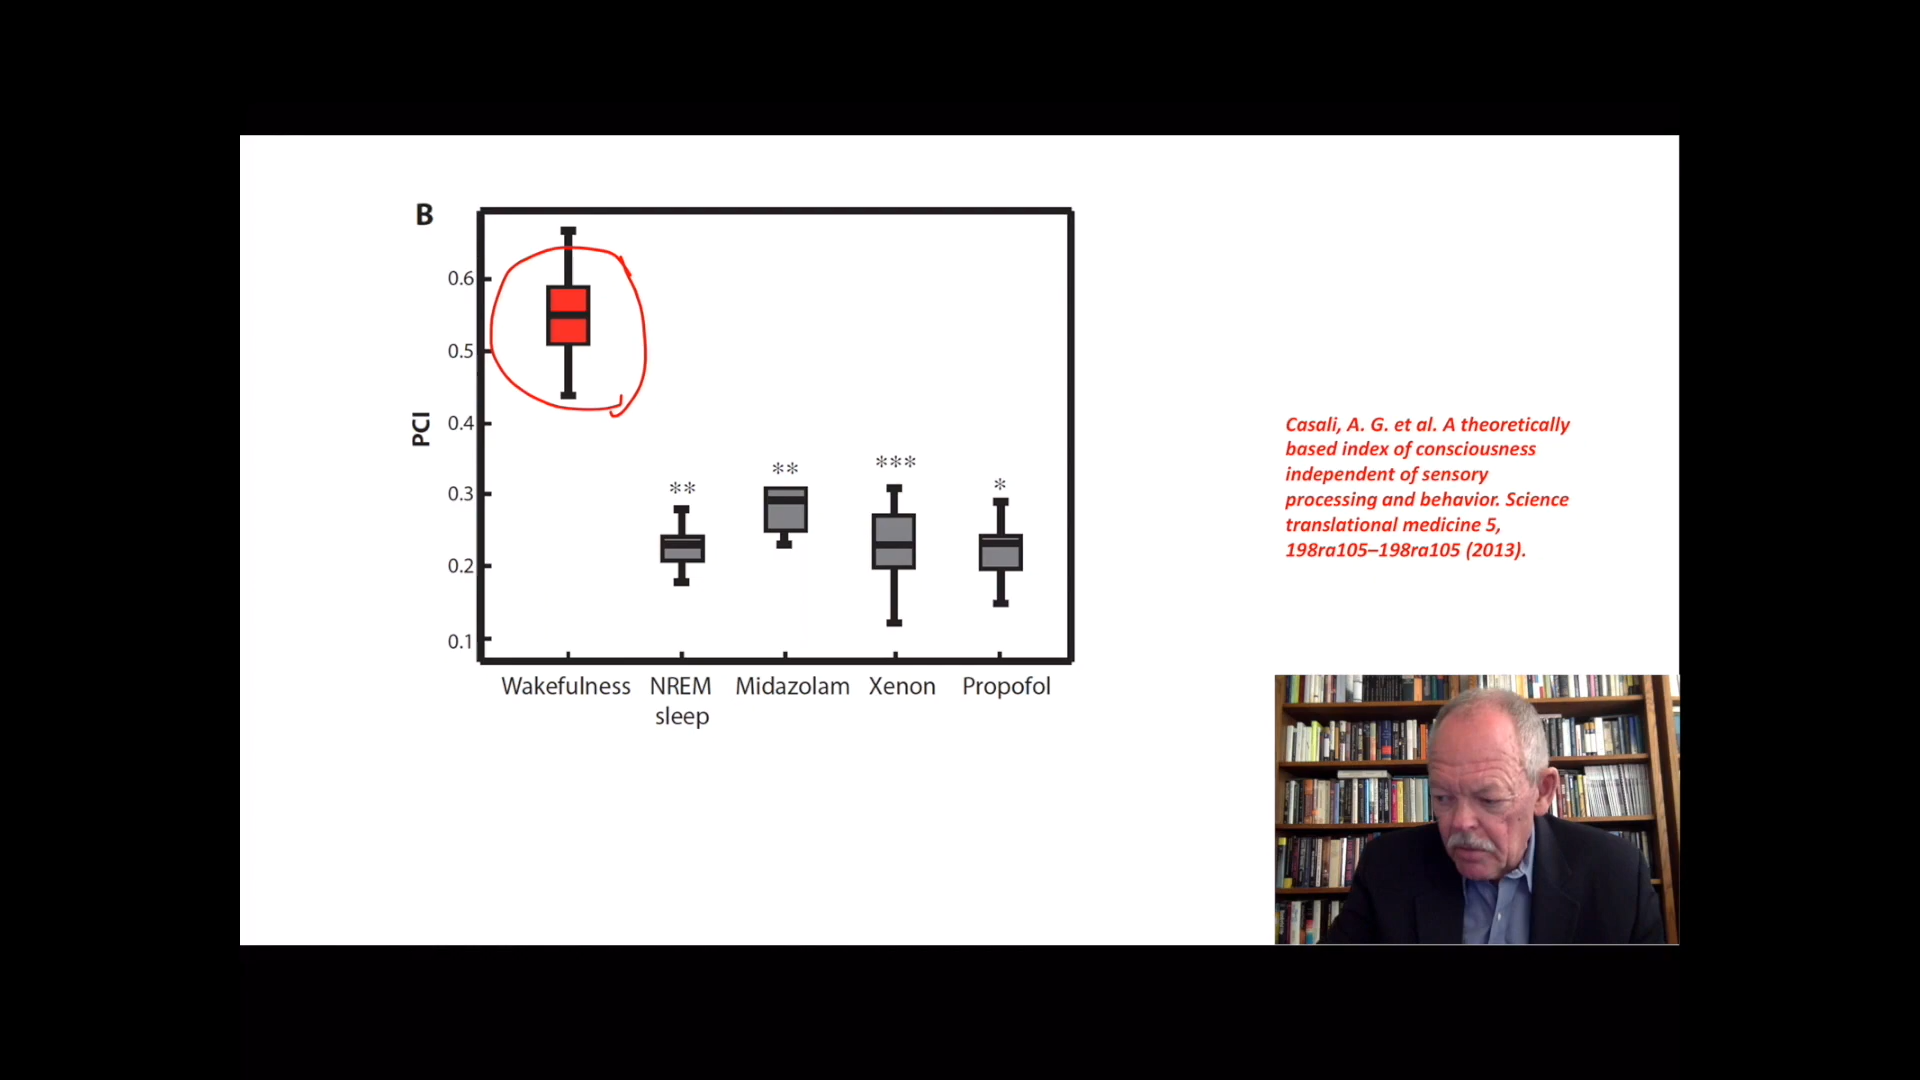 B
0.6
0.5
0.4
0.3
0.2
0.1
PCI
**
**
***
*
Wakefulness
NREM
sleep
Midazolam
Xenon
Propofol
Casali, A. G. et al. A theoretically
based index of consciousness
independent of sensory
processing and behavior. Science
translational medicine 5,
198ra105–198ra105 (2013).